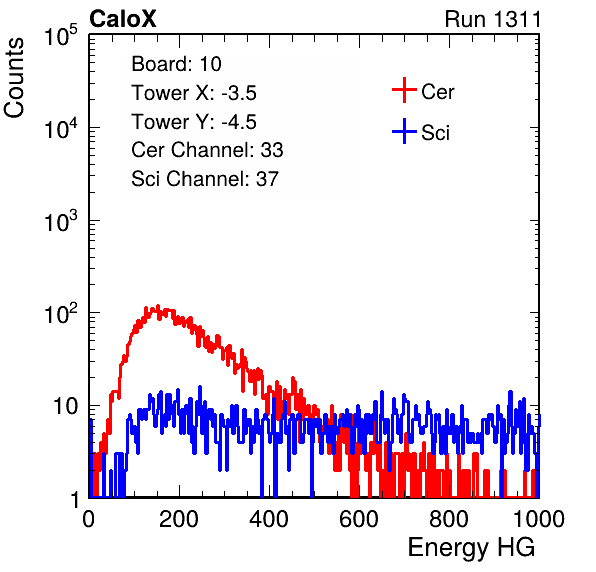 CaloX Run 1311
Counts
10^5
10^4
10^3
10^2
10
1
Board: 10
Tower X: -3.5
Tower Y: -4.5
Cer Channel: 33
Sci Channel: 37
Cer
Sci
0 200 400 600 800 1000
Energy HG